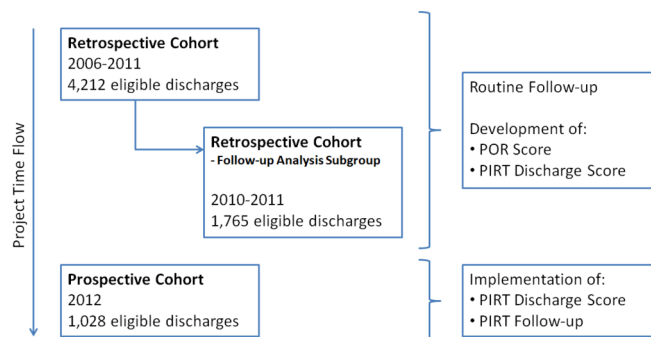 Project Time Flow
Retrospective Cohort
2006-2011
4,212 eligible discharges
Retrospective Cohort
- Follow-up Analysis Subgroup
2010-2011
1,765 eligible discharges
Routine Follow-up
Development of:
• POR Score
• PIRT Discharge Score
Prospective Cohort
2012
1,028 eligible discharges
Implementation of:
• PIRT Discharge Score
• PIRT Follow-up